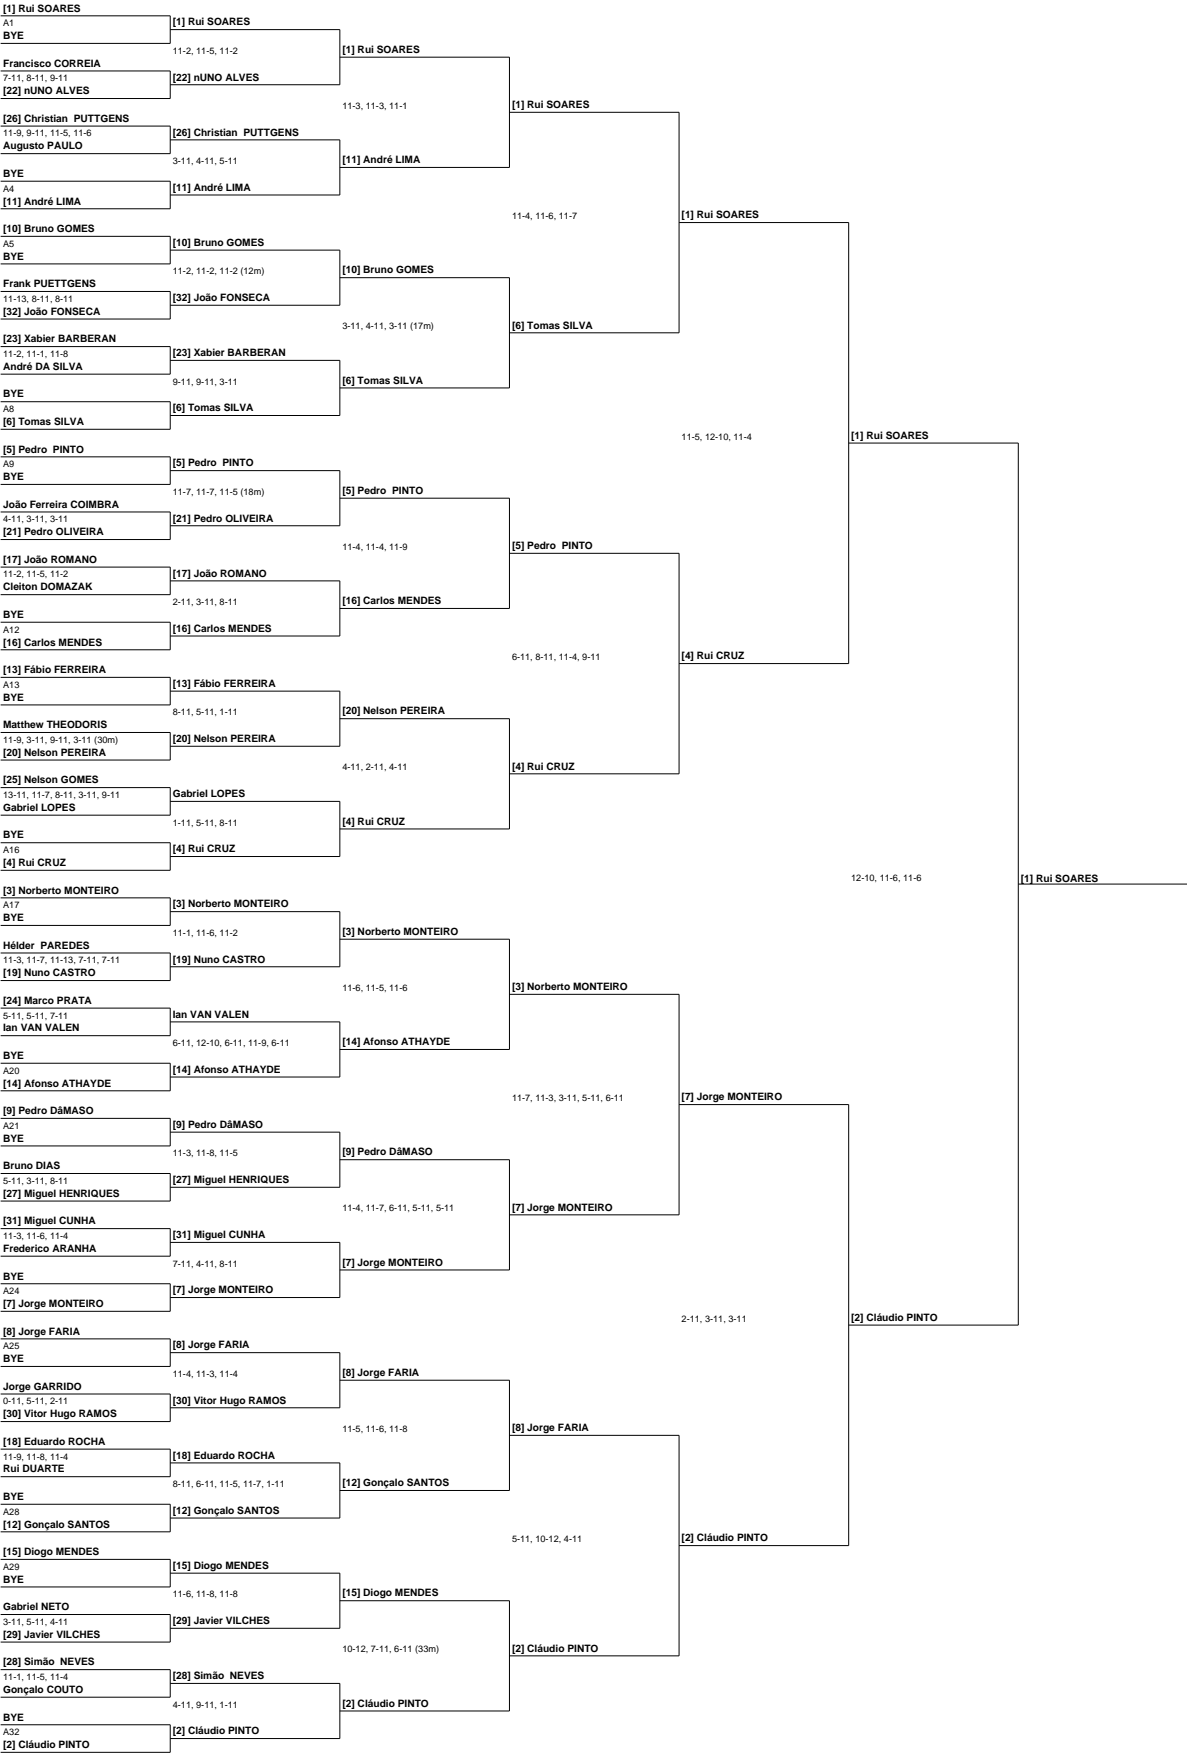 [1] Rui SOARES
A1
BYE
Francisco CORREIA
7-11, 8-11, 9-11
[22] nUNO ALVES
[26] Christian  PUTTGENS
11-9, 9-11, 11-5, 11-6
Augusto PAULO
BYE
A4
[11] André LIMA
[10] Bruno GOMES
A5
BYE
Frank PUETTGENS
11-13, 8-11, 8-11
[32] João FONSECA
[23] Xabier BARBERAN
11-2, 11-1, 11-8
André DA SILVA
BYE
A8
[6] Tomas SILVA
[5] Pedro  PINTO
A9
BYE
João Ferreira COIMBRA
4-11, 3-11, 3-11
[21] Pedro OLIVEIRA
[17] João ROMANO
11-2, 11-5, 11-2
Cleiton DOMAZAK
BYE
A12
[16] Carlos MENDES
[13] Fábio FERREIRA
A13
BYE
Matthew THEODORIS
11-9, 3-11, 9-11, 3-11 (30m)
[20] Nelson PEREIRA
[25] Nelson GOMES
13-11, 11-7, 8-11, 3-11, 9-11
Gabriel LOPES
BYE
A16
[4] Rui CRUZ
[3] Norberto MONTEIRO
A17
BYE
Hélder  PAREDES
11-3, 11-7, 11-13, 7-11, 7-11
[19] Nuno CASTRO
[24] Marco PRATA
5-11, 5-11, 7-11
Ian VAN VALEN
BYE
A20
[14] Afonso ATHAYDE
[9] Pedro DâMASO
A21
BYE
Bruno DIAS
5-11, 3-11, 8-11
[27] Miguel HENRIQUES
[31] Miguel CUNHA
11-3, 11-6, 11-4
Frederico ARANHA
BYE
A24
[7] Jorge MONTEIRO
[8] Jorge FARIA
A25
BYE
Jorge GARRIDO
0-11, 5-11, 2-11
[30] Vitor Hugo RAMOS
[18] Eduardo ROCHA
11-9, 11-8, 11-4
Rui DUARTE
BYE
A28
[12] Gonçalo SANTOS
[15] Diogo MENDES
A29
BYE
Gabriel NETO
3-11, 5-11, 4-11
[29] Javier VILCHES
[28] Simão  NEVES
11-1, 11-5, 11-4
Gonçalo COUTO
BYE
A32
[2] Cláudio PINTO
[1] Rui SOARES
11-2, 11-5, 11-2
[22] nUNO ALVES
[26] Christian  PUTTGENS
3-11, 4-11, 5-11
[11] André LIMA
[10] Bruno GOMES
11-2, 11-2, 11-2 (12m)
[32] João FONSECA
[23] Xabier BARBERAN
9-11, 9-11, 3-11
[6] Tomas SILVA
[5] Pedro  PINTO
11-7, 11-7, 11-5 (18m)
[21] Pedro OLIVEIRA
[17] João ROMANO
2-11, 3-11, 8-11
[16] Carlos MENDES
[13] Fábio FERREIRA
8-11, 5-11, 1-11
[20] Nelson PEREIRA
Gabriel LOPES
1-11, 5-11, 8-11
[4] Rui CRUZ
[3] Norberto MONTEIRO
11-1, 11-6, 11-2
[19] Nuno CASTRO
Ian VAN VALEN
6-11, 12-10, 6-11, 11-9, 6-11
[14] Afonso ATHAYDE
[9] Pedro DâMASO
11-3, 11-8, 11-5
[27] Miguel HENRIQUES
[31] Miguel CUNHA
7-11, 4-11, 8-11
[7] Jorge MONTEIRO
[8] Jorge FARIA
11-4, 11-3, 11-4
[30] Vitor Hugo RAMOS
[18] Eduardo ROCHA
8-11, 6-11, 11-5, 11-7, 1-11
[12] Gonçalo SANTOS
[15] Diogo MENDES
11-6, 11-8, 11-8
[29] Javier VILCHES
[28] Simão  NEVES
4-11, 9-11, 1-11
[2] Cláudio PINTO
[1] Rui SOARES
11-3, 11-3, 11-1
[11] André LIMA
[10] Bruno GOMES
3-11, 4-11, 3-11 (17m)
[6] Tomas SILVA
[5] Pedro  PINTO
11-4, 11-4, 11-9
[16] Carlos MENDES
[20] Nelson PEREIRA
4-11, 2-11, 4-11
[4] Rui CRUZ
[3] Norberto MONTEIRO
11-6, 11-5, 11-6
[14] Afonso ATHAYDE
[9] Pedro DâMASO
11-4, 11-7, 6-11, 5-11, 5-11
[7] Jorge MONTEIRO
[8] Jorge FARIA
11-5, 11-6, 11-8
[12] Gonçalo SANTOS
[15] Diogo MENDES
10-12, 7-11, 6-11 (33m)
[2] Cláudio PINTO
[1] Rui SOARES
11-4, 11-6, 11-7
[6] Tomas SILVA
[5] Pedro  PINTO
6-11, 8-11, 11-4, 9-11
[4] Rui CRUZ
[3] Norberto MONTEIRO
11-7, 11-3, 3-11, 5-11, 6-11
[7] Jorge MONTEIRO
[8] Jorge FARIA
5-11, 10-12, 4-11
[2] Cláudio PINTO
[1] Rui SOARES
11-5, 12-10, 11-4
[4] Rui CRUZ
[7] Jorge MONTEIRO
2-11, 3-11, 3-11
[2] Cláudio PINTO
[1] Rui SOARES
12-10, 11-6, 11-6
[2] Cláudio PINTO
[1] Rui SOARES